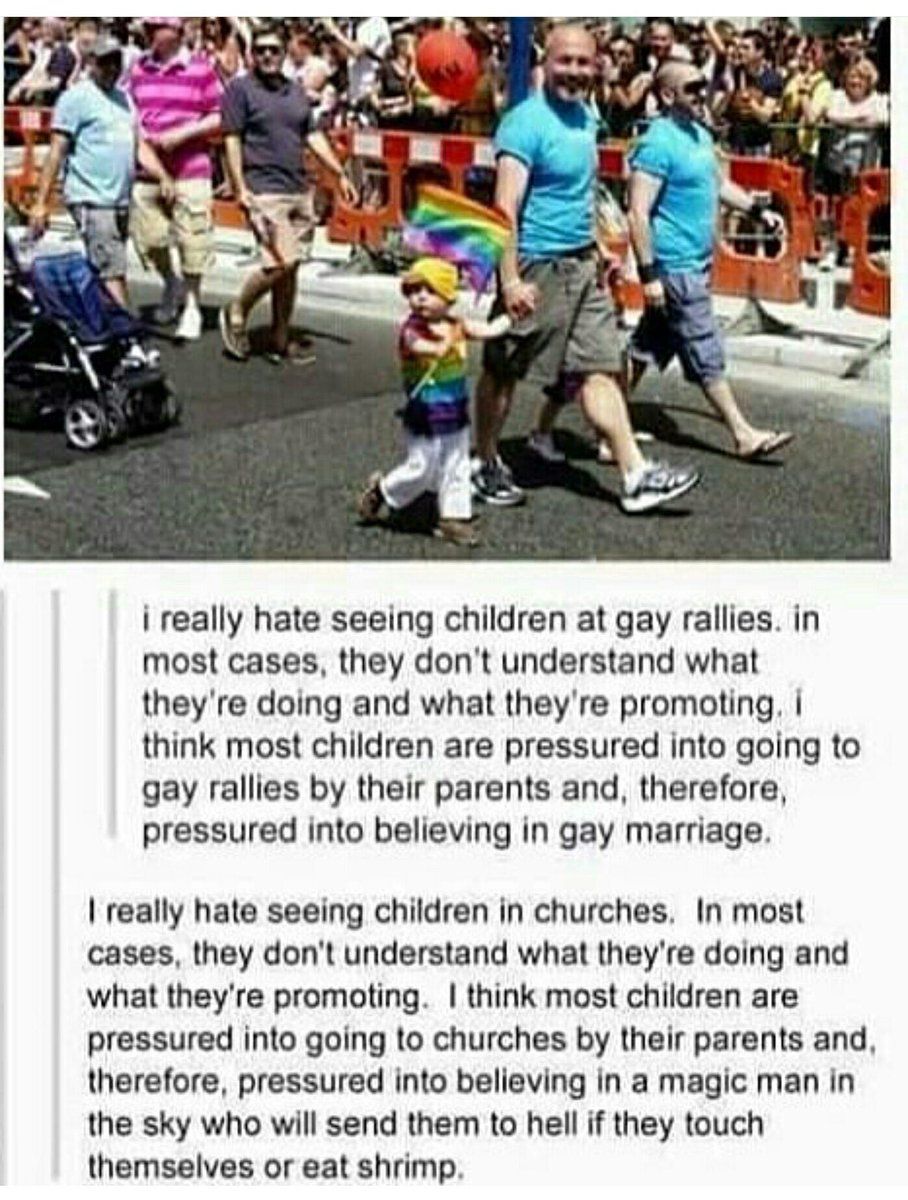 i really hate seeing children at gay rallies. in
most cases, they don't understand what
they're doing and what they're promoting. i
think most children are pressured into going to
gay rallies by their parents and, therefore,
pressured into believing in gay marriage.
I really hate seeing children in churches. In most
cases, they don't understand what they're doing and
what they're promoting. I think most children are
pressured into going to churches by their parents and,
therefore, pressured into believing in a magic man in
the sky who will send them to hell if they touch
themselves or eat shrimp.